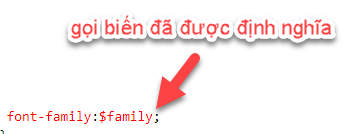 gọi biến đã được định nghĩa
font-family:$family;